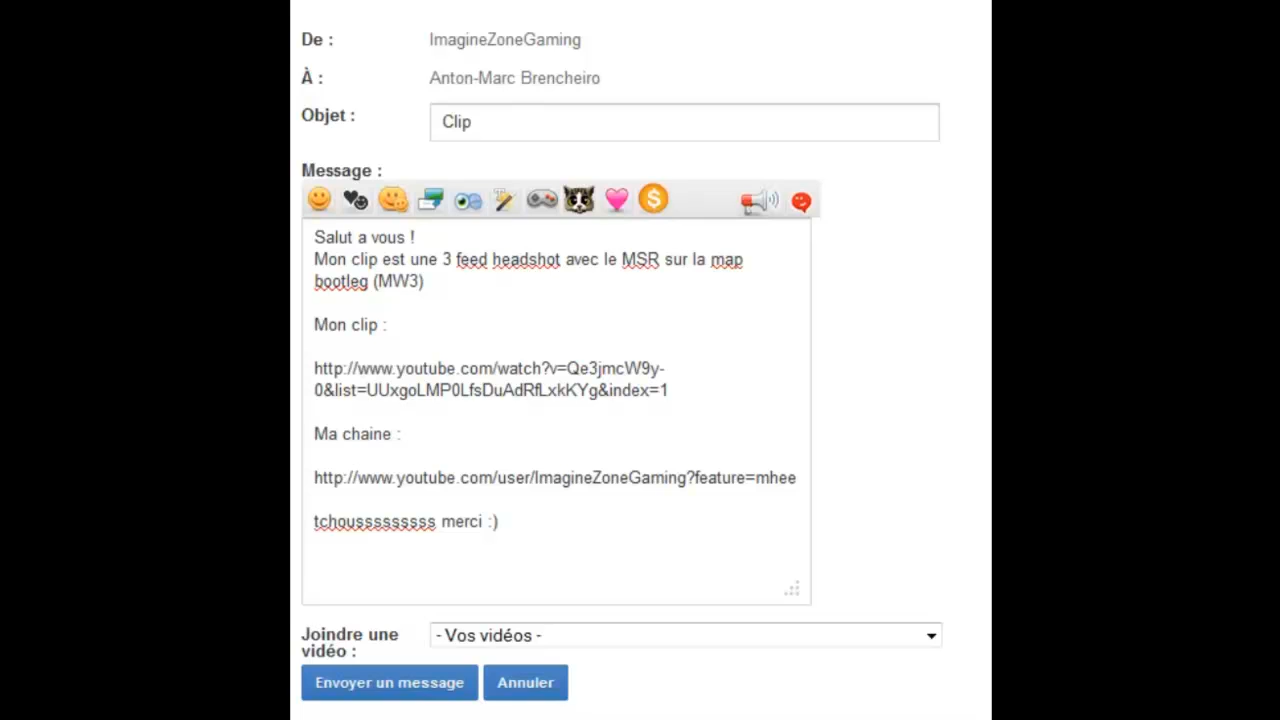 De :
ImagineZoneGaming
À :
Anton-Marc Brencheiro
Objet :
Clip
Message :
Salut a vous !
Mon clip est une 3 feed headshot avec le MSR sur la map
bootleg (MW3)
Mon clip :
http://www.youtube.com/watch?v=Qe3jmcW9y-
0&list=UUxgoLMP0LfsDuAdRfLxkKYg&index=1
Ma chaine :
http://www.youtube.com/user/ImagineZoneGaming?feature=mhee
tchousssssssss merci :)
Joindre une
vidéo :
- Vos vidéos -
Envoyer un message
Annuler